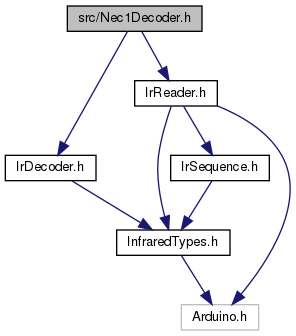 src/Nec1Decoder.h
IrReader.h
IrDecoder.h
IrSequence.h
InfraredTypes.h
Arduino.h